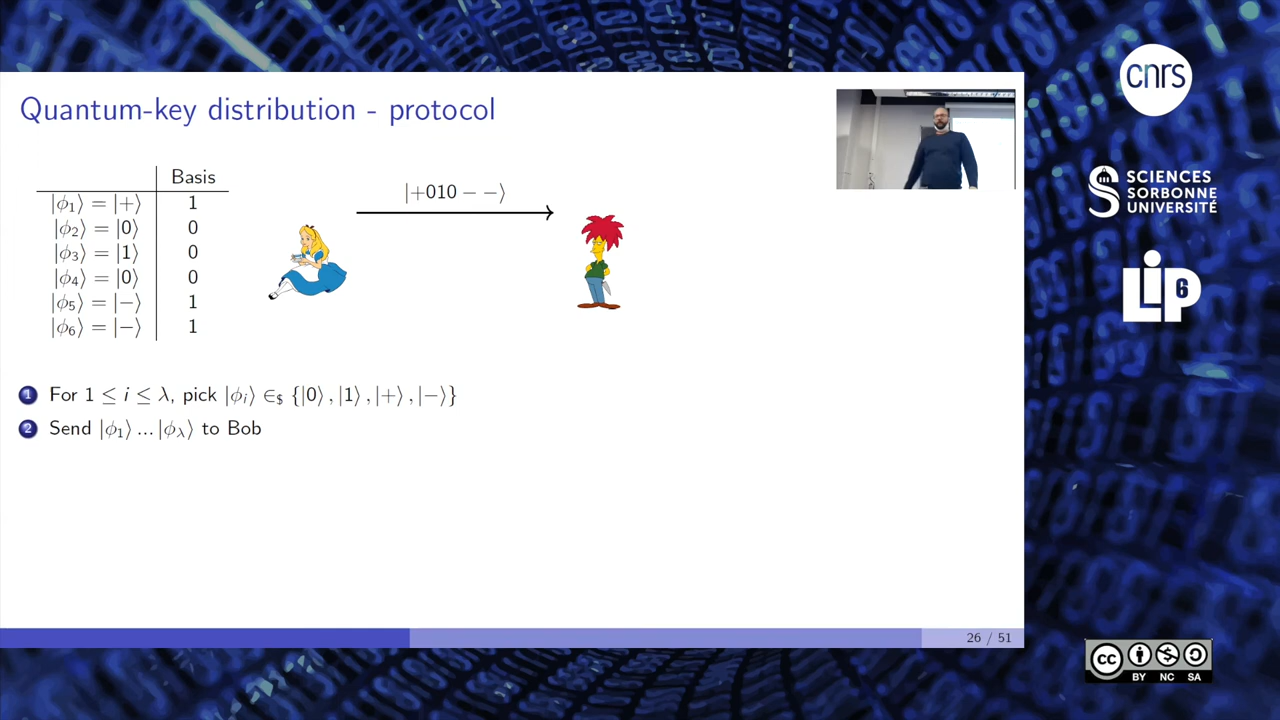 Quantum-key distribution - protocol
Basis
|ϕ₁⟩ = |+⟩ 1
|ϕ₂⟩ = |0⟩ 0
|ϕ₃⟩ = |1⟩ 0
|ϕ₄⟩ = |0⟩ 0
|ϕ₅⟩ = |−⟩ 1
|ϕ₆⟩ = |−⟩ 1
|+010 − −⟩
1 For 1 ≤ i ≤ λ, pick |ϕᵢ⟩ ∈$ {|0⟩, |1⟩, |+⟩, |−⟩}
2 Send |ϕ₁⟩ ... |ϕλ⟩ to Bob
26 / 51
cnrs
S SCIENCES
SORBONNE
UNIVERSITÉ
LIP6
cc
BY NC SA